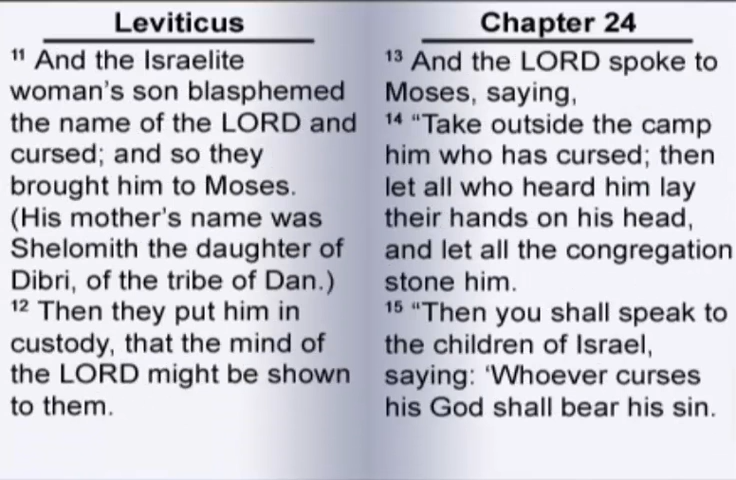 Leviticus
¹¹ And the Israelite
woman's son blasphemed
the name of the LORD and
cursed; and so they
brought him to Moses.
(His mother's name was
Shelomith the daughter of
Dibri, of the tribe of Dan.)
¹² Then they put him in
custody, that the mind of
the LORD might be shown
to them.
Chapter 24
¹³ And the LORD spoke to
Moses, saying,
¹⁴ “Take outside the camp
him who has cursed; then
let all who heard him lay
their hands on his head,
and let all the congregation
stone him.
¹⁵ “Then you shall speak to
the children of Israel,
saying: ‘Whoever curses
his God shall bear his sin.